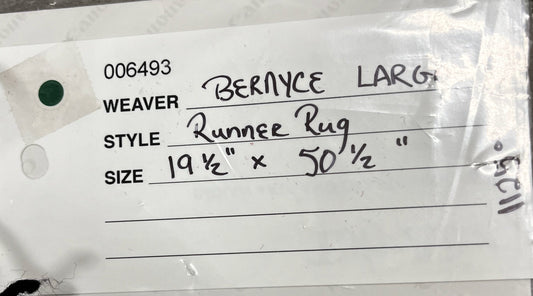 006493
WEAVER BERNYCE LARG.
STYLE Runner Rug
SIZE 19 ½" x 50 ½"